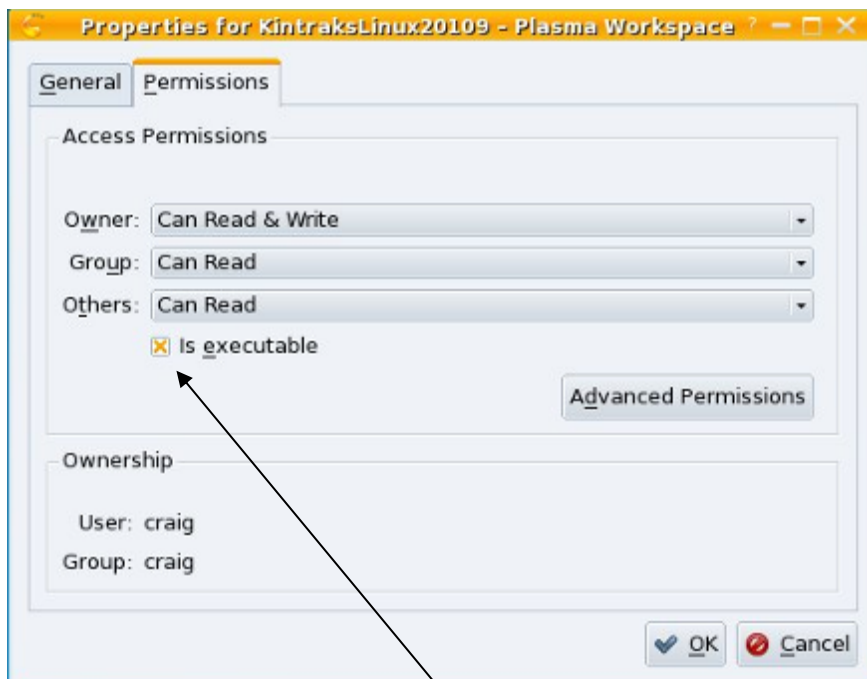 Properties for KintraksLinux20109 – Plasma Workspace ?
General Permissions
Access Permissions
Owner: Can Read & Write
Group: Can Read
Others: Can Read
Is executable
Advanced Permissions
Ownership
User: craig
Group: craig
OK Cancel